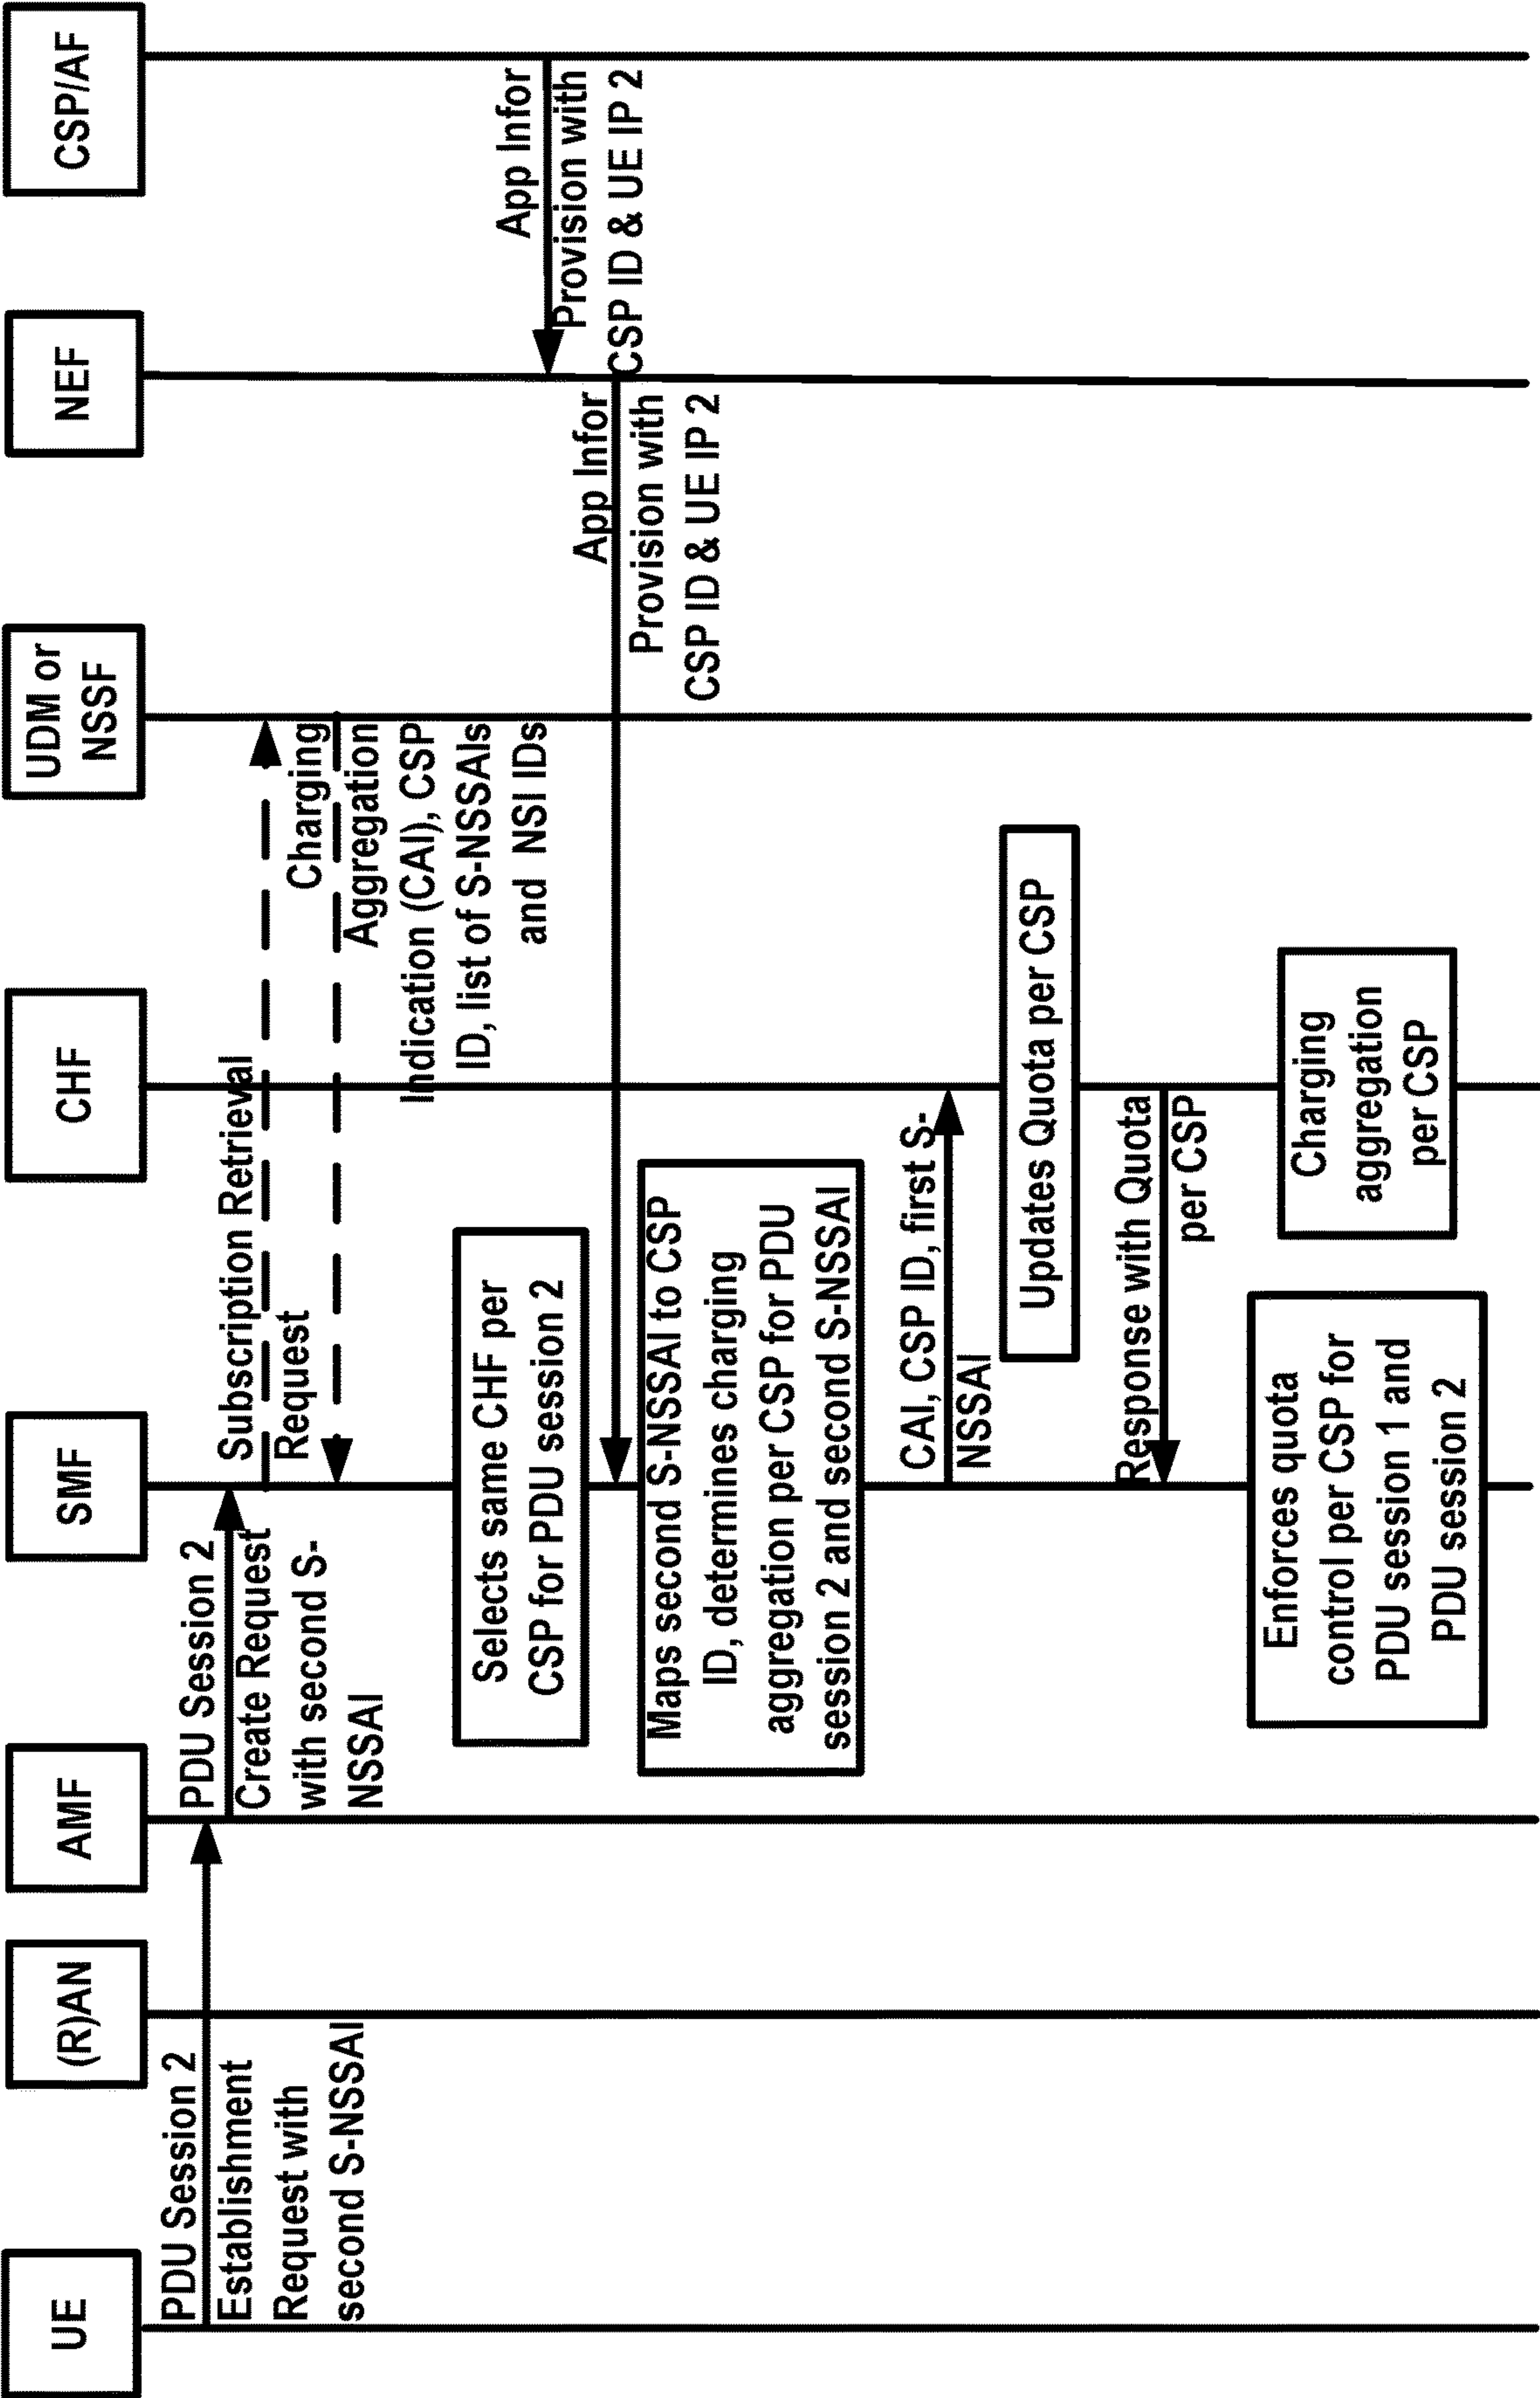 UE
(R)AN
AMF
SMF
CHF
UDM or
NSSF
NEF
CSP/AF
PDU Session 2
Establishment
Request with
second S-NSSAI
PDU Session 2
Create Request
with second S-
NSSAI
Subscription Retrieval
Request
Charging
Aggregation
Indication (CAI), CSP
ID, list of S-NSSAIs
and NSI IDs
Selects same CHF per
CSP for PDU session 2
App Infor
Provision with
CSP ID & UE IP 2
App Infor
Provision with
CSP ID & UE IP 2
Maps second S-NSSAI to CSP
ID, determines charging
aggregation per CSP for PDU
session 2 and second S-NSSAI
CAI, CSP ID, first S-
NSSAI
Updates Quota per CSP
Response with Quota
per CSP
Enforces quota
control per CSP for
PDU session 1 and
PDU session 2
Charging
aggregation
per CSP